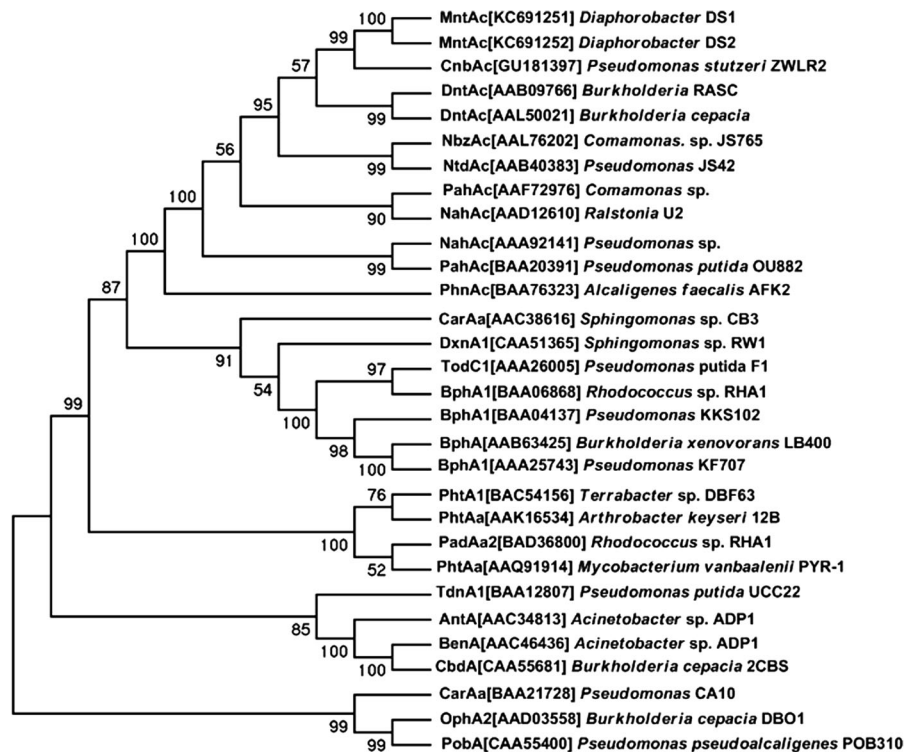 100 MntAc[KC691251] Diaphorobacter DS1
99 MntAc[KC691252] Diaphorobacter DS2
57 CnbAc[GU181397] Pseudomonas stutzeri ZWLR2
DntAc[AAB09766] Burkholderia RASC
95 99 DntAc[AAL50021] Burkholderia cepacia
NbzAc[AAL76202] Comamonas. sp. JS765
56 99 NtdAc[AAB40383] Pseudomonas JS42
PahAc[AAF72976] Comamonas sp.
100 90 NahAc[AAD12610] Ralstonia U2
100 NahAc[AAA92141] Pseudomonas sp.
99 PahAc[BAA20391] Pseudomonas putida OU882
87 PhnAc[BAA76323] Alcaligenes faecalis AFK2
CarAa[AAC38616] Sphingomonas sp. CB3
91 DxnA1[CAA51365] Sphingomonas sp. RW1
54 97 TodC1[AAA26005] Pseudomonas putida F1
99 BphA1[BAA06868] Rhodococcus sp. RHA1
100 BphA1[BAA04137] Pseudomonas KKS102
98 BphA[AAB63425] Burkholderia xenovorans LB400
100 BphA1[AAA25743] Pseudomonas KF707
76 PhtA1[BAC54156] Terrabacter sp. DBF63
PhtAa[AAK16534] Arthrobacter keyseri 12B
100 PadAa2[BAD36800] Rhodococcus sp. RHA1
52 PhtAa[AAQ91914] Mycobacterium vanbaalenii PYR-1
TdnA1[BAA12807] Pseudomonas putida UCC22
85 AntA[AAC34813] Acinetobacter sp. ADP1
100 BenA[AAC46436] Acinetobacter sp. ADP1
100 CbdA[CAA55681] Burkholderia cepacia 2CBS
CarAa[BAA21728] Pseudomonas CA10
99 OphA2[AAD03558] Burkholderia cepacia DBO1
99 PobA[CAA55400] Pseudomonas pseudoalcaligenes POB310